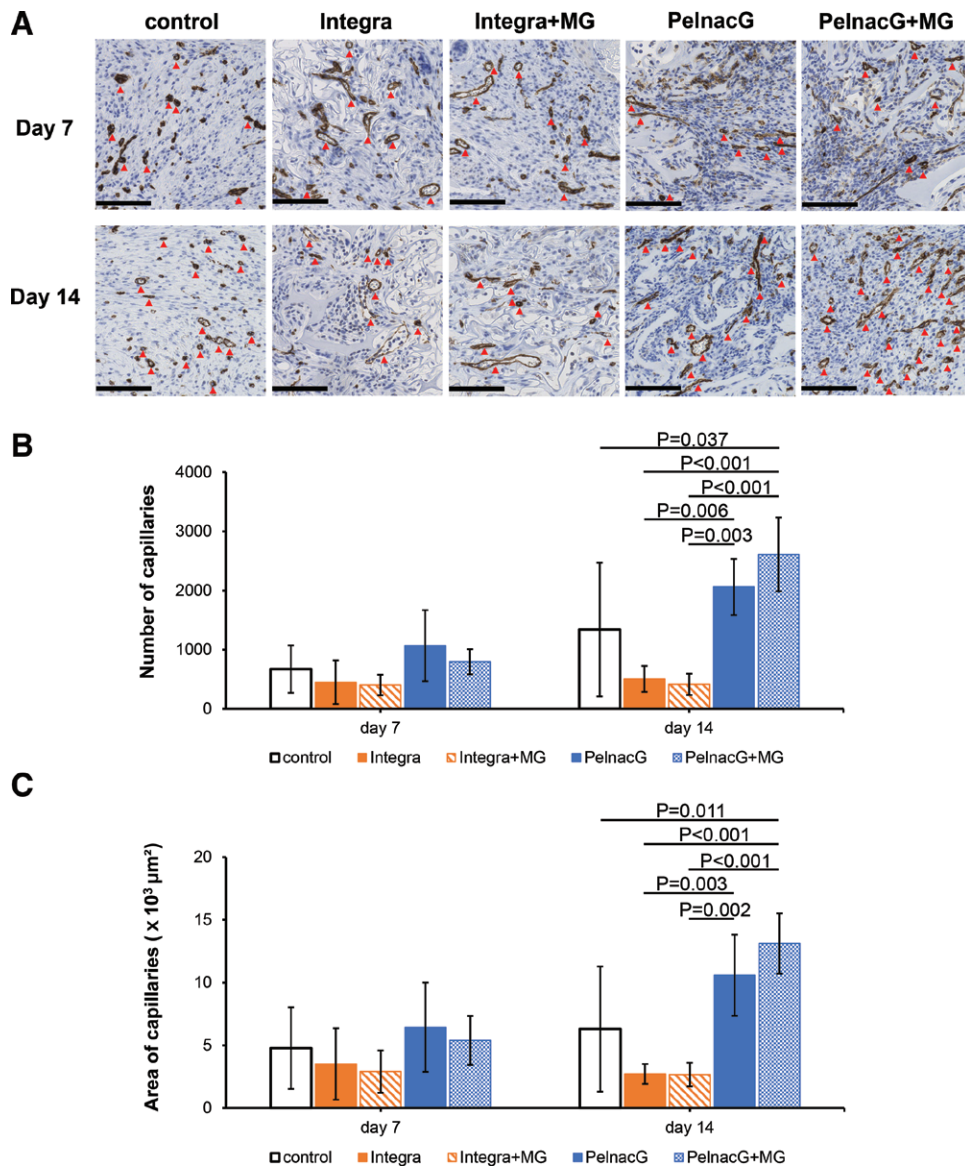 A
control Integra Integra+MG PelnacG PelnacG+MG
Day 7
Day 14
B
P=0.037
P<0.001
P<0.001
P=0.006
P=0.003
Number of capillaries
4000
3000
2000
1000
0
day 7 day 14
control Integra Integra+MG PelnacG PelnacG+MG
C
P=0.011
P<0.001
P<0.001
P=0.003
P=0.002
Area of capillaries ( x 10³ µm²)
20
15
10
5
0
day 7 day 14
control Integra Integra+MG PelnacG PelnacG+MG